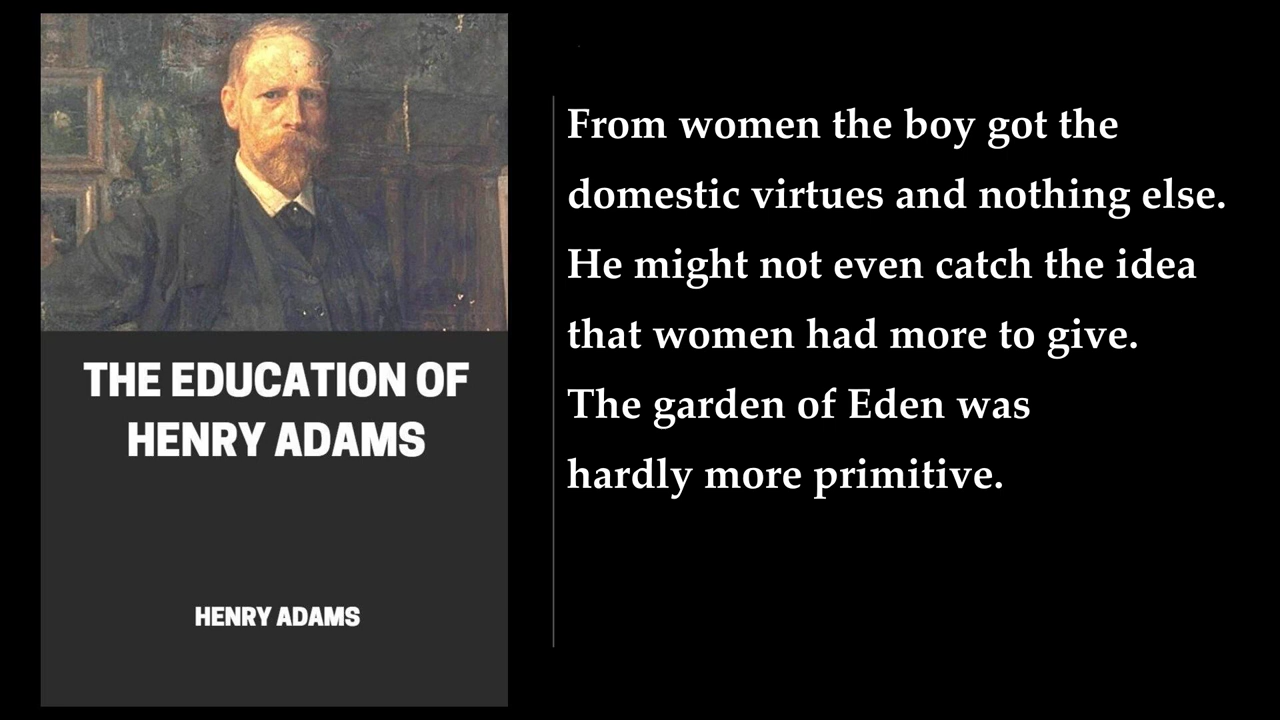 THE EDUCATION OF
HENRY ADAMS
HENRY ADAMS
From women the boy got the
domestic virtues and nothing else.
He might not even catch the idea
that women had more to give.
The garden of Eden was
hardly more primitive.